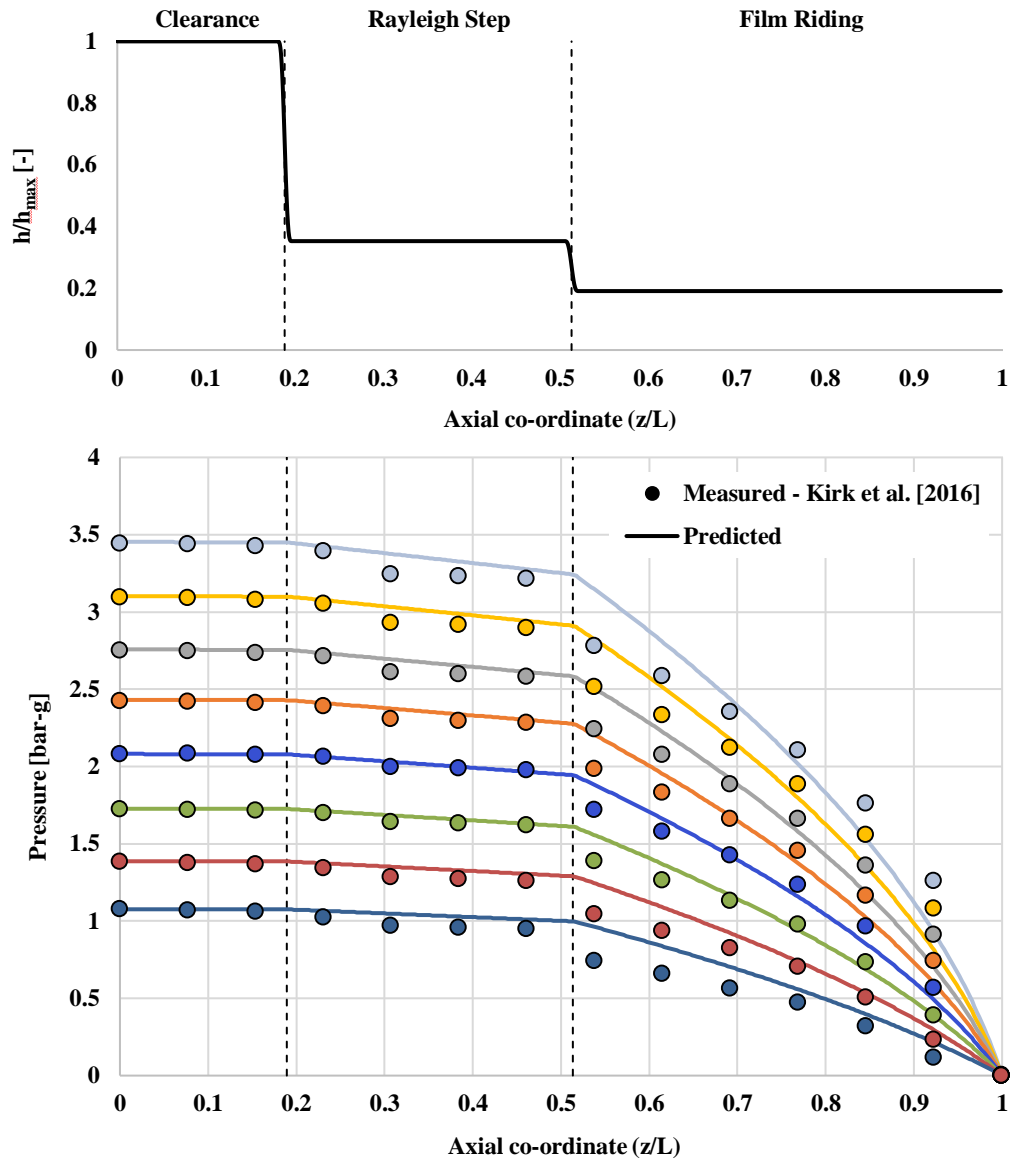 Clearance Rayleigh Step Film Riding
1
0.8
0.6
0.4
0.2
0
h/hmax [-]
0 0.1 0.2 0.3 0.4 0.5 0.6 0.7 0.8 0.9 1
Axial co-ordinate (z/L)
4
3.5
3
2.5
2
1.5
1
0.5
0
Pressure [bar-g]
Measured - Kirk et al. [2016]
Predicted
0 0.1 0.2 0.3 0.4 0.5 0.6 0.7 0.8 0.9 1
Axial co-ordinate (z/L)